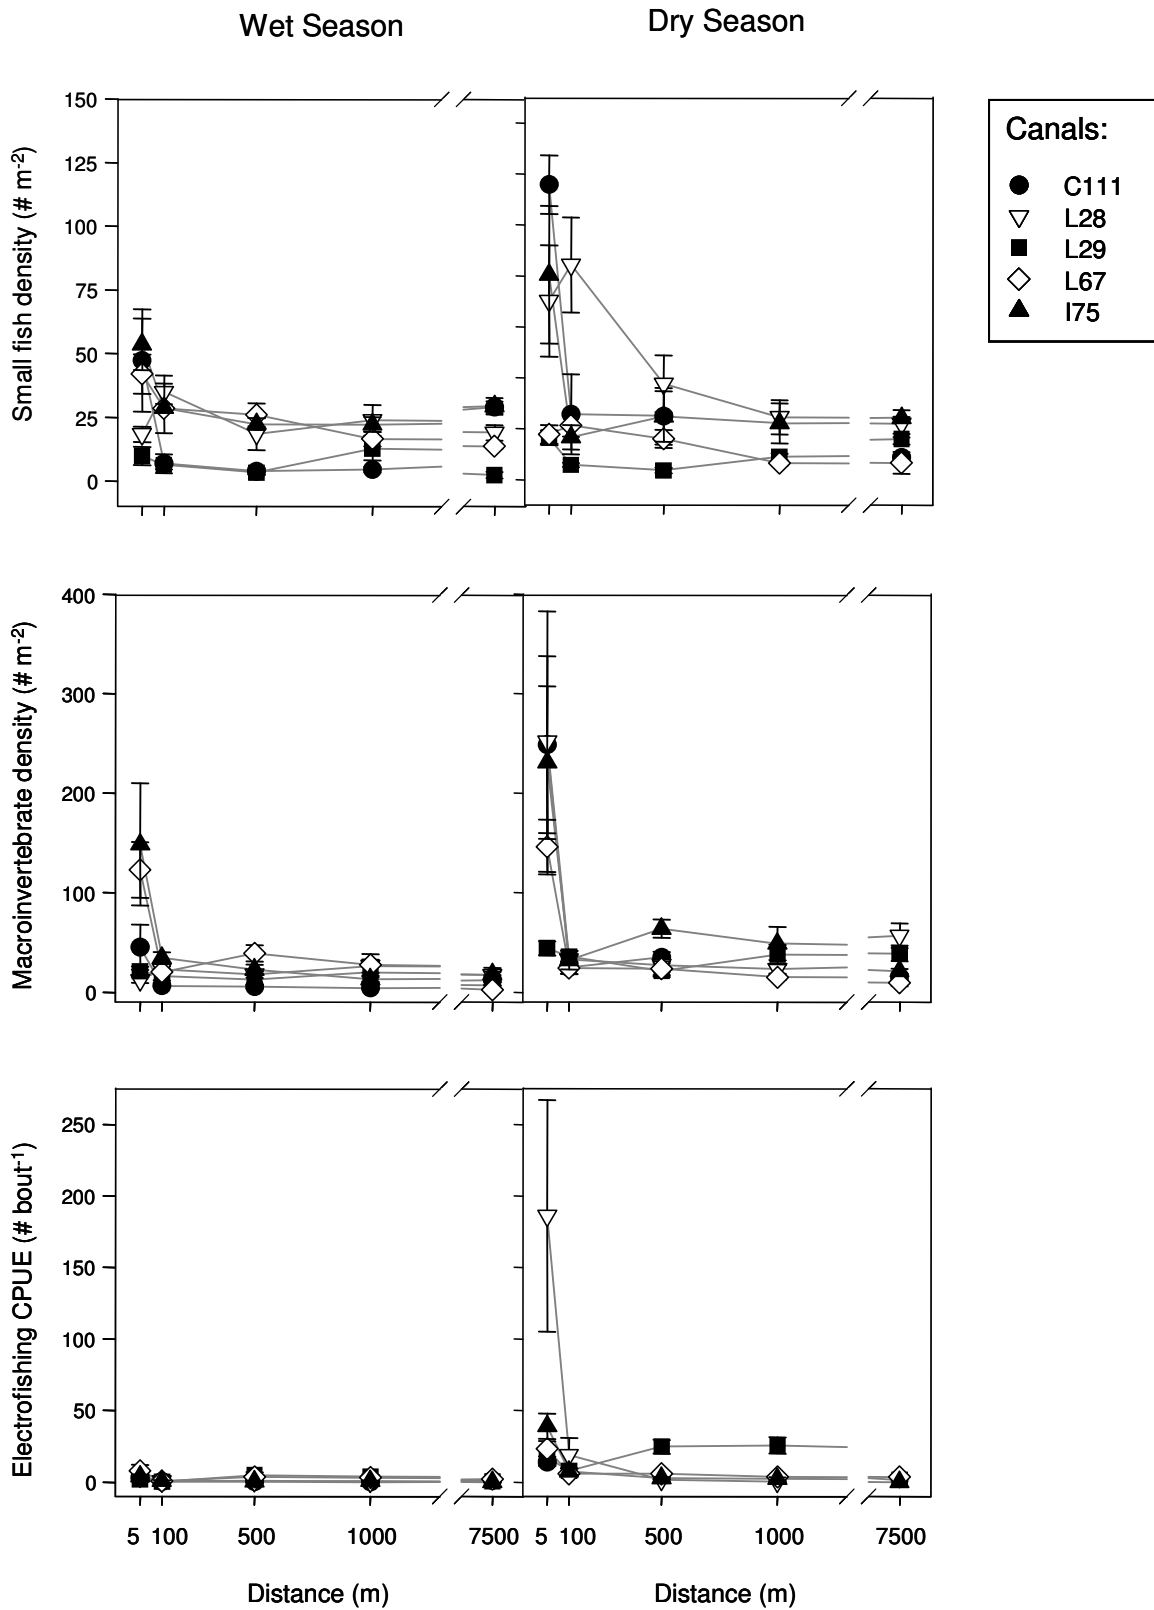 Wet Season
Dry Season
Small fish density (# m-2)
150
125
100
75
50
25
0
Canals:
C111
L28
L29
L67
I75
Macroinvertebrate density (# m-2)
400
300
200
100
0
Electrofishing CPUE (# bout-1)
250
200
150
100
50
0
5 100 500 1000 7500
5 100 500 1000 7500
Distance (m)
Distance (m)